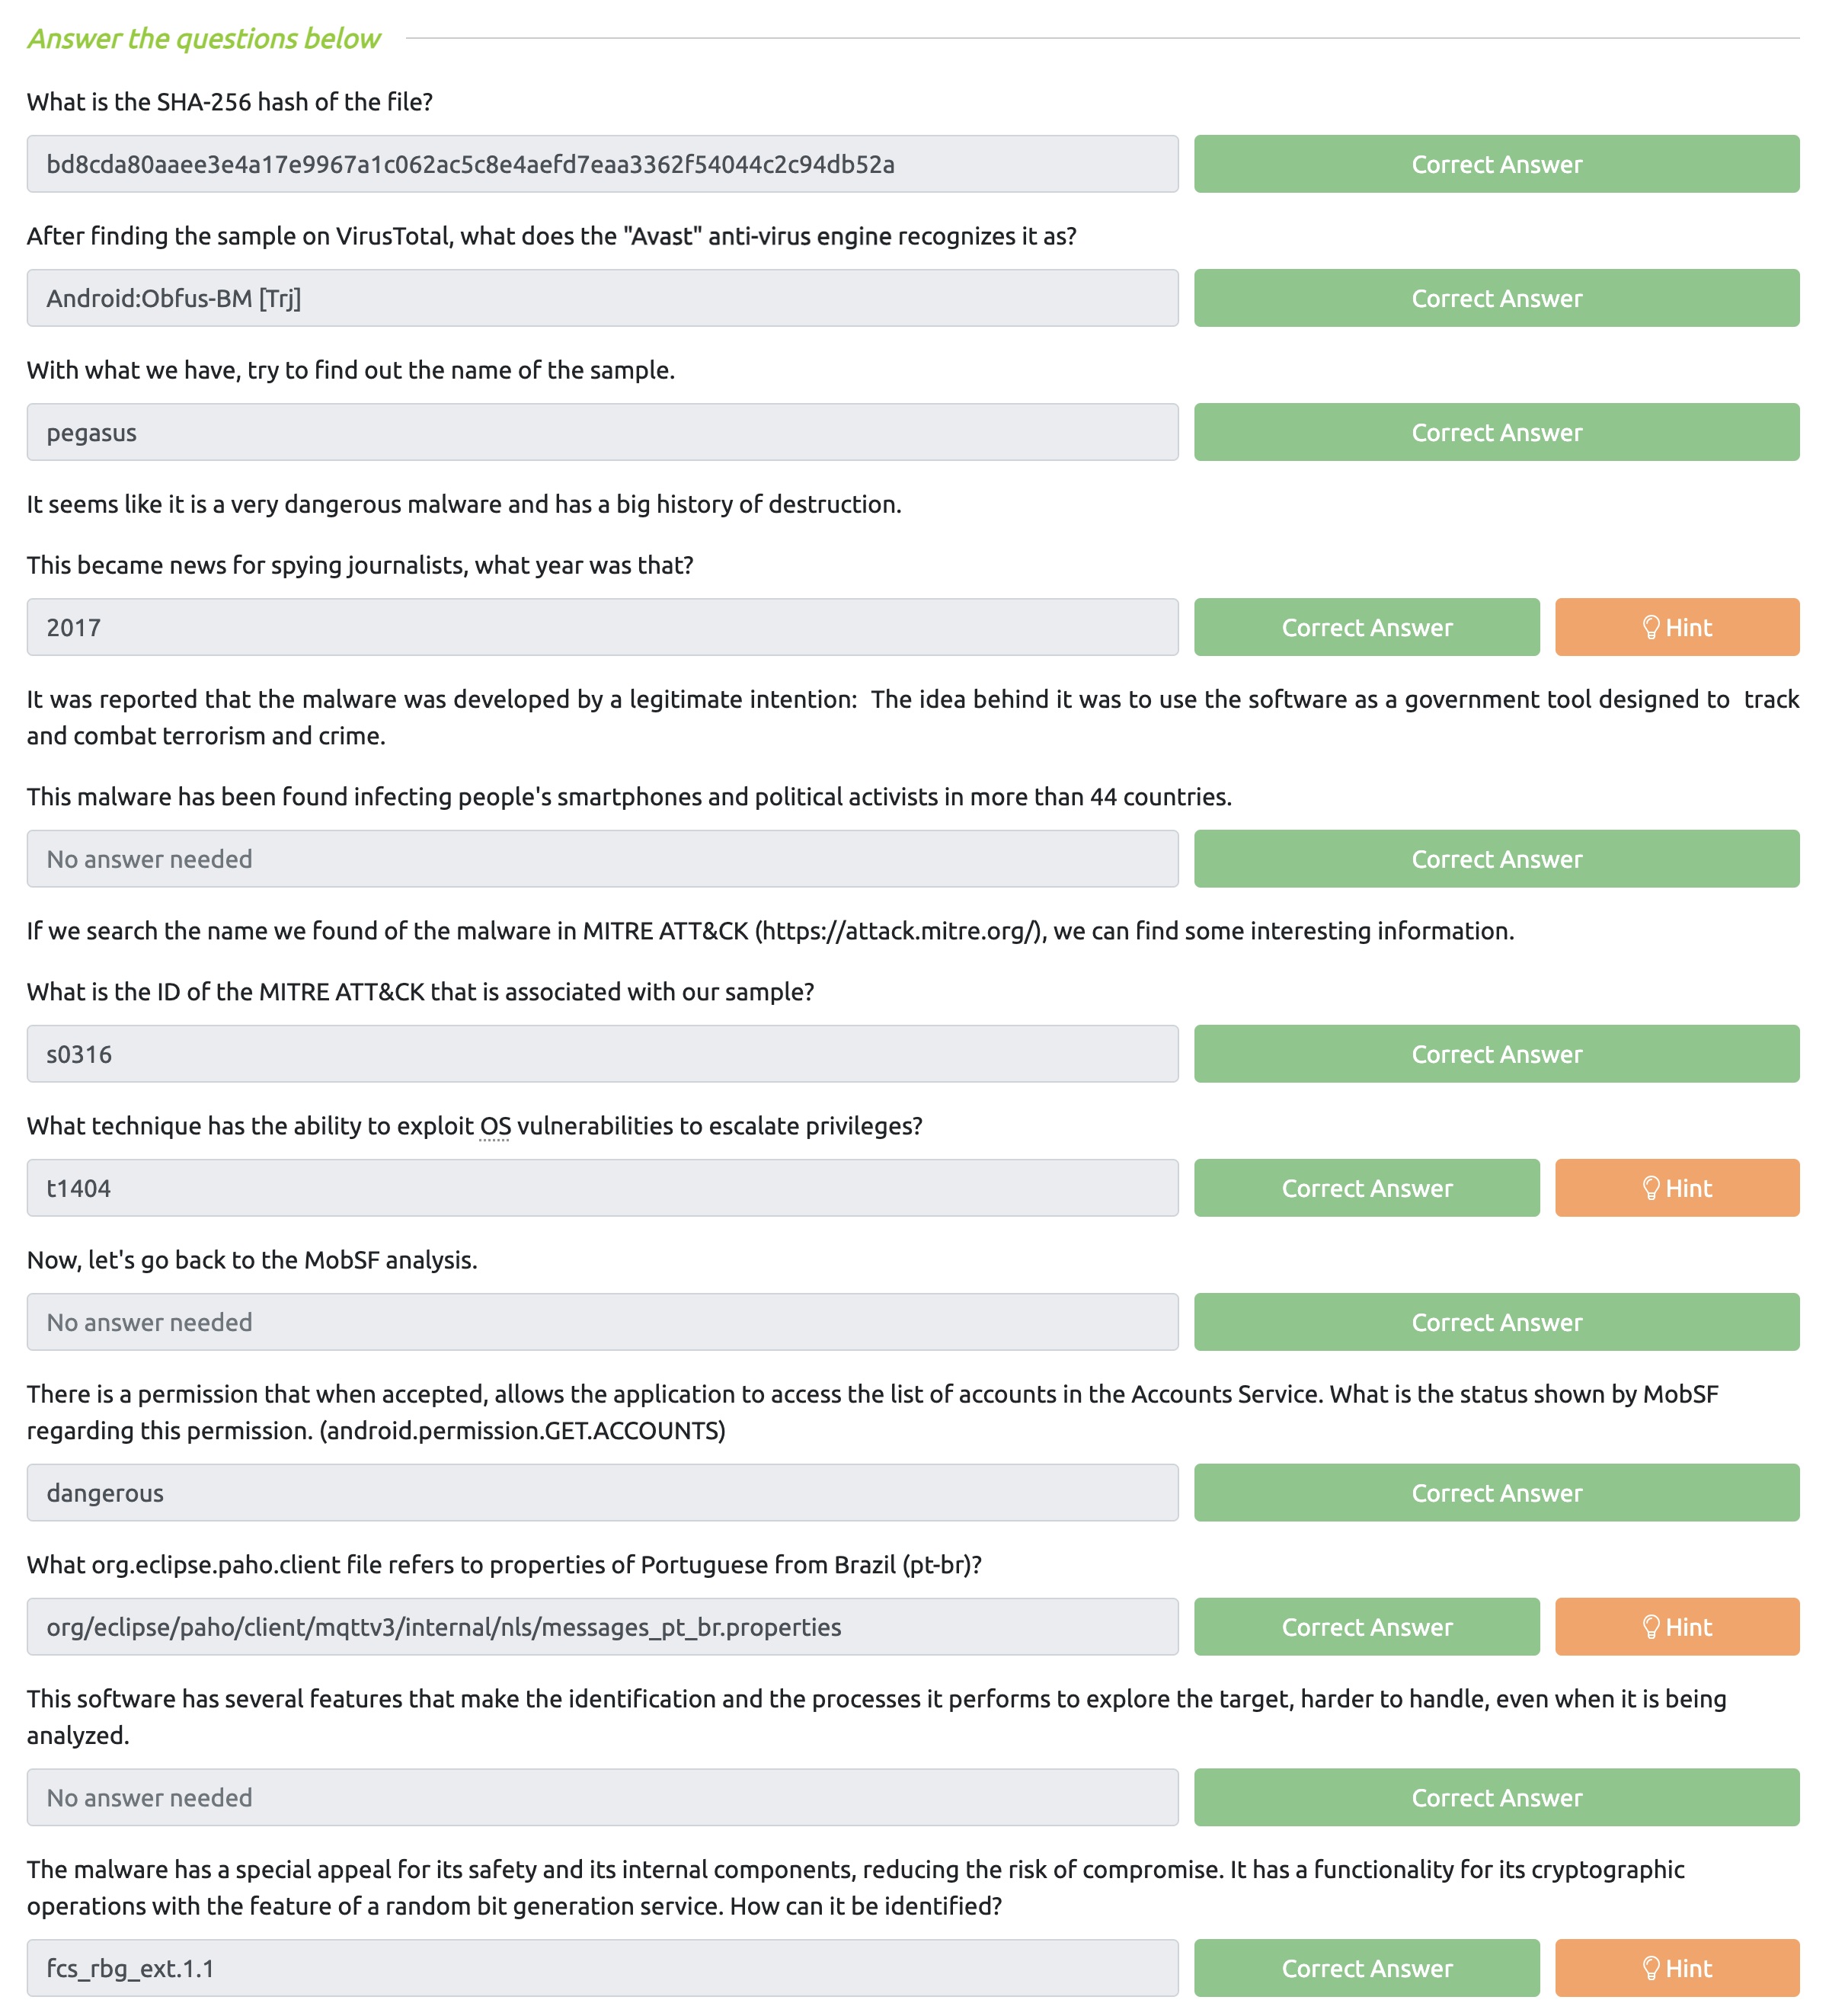 Answer the questions below
What is the SHA-256 hash of the file?
bd8cda80aaee3e4a17e9967a1c062ac5c8e4aefd7eaa3362f54044c2c94db52a
Correct Answer
After finding the sample on VirusTotal, what does the "Avast" anti-virus engine recognizes it as?
Android:Obfus-BM [Trj]
Correct Answer
With what we have, try to find out the name of the sample.
pegasus
Correct Answer
It seems like it is a very dangerous malware and has a big history of destruction.
This became news for spying journalists, what year was that?
2017
Correct Answer
Hint
It was reported that the malware was developed by a legitimate intention: The idea behind it was to use the software as a government tool designed to track
and combat terrorism and crime.
This malware has been found infecting people's smartphones and political activists in more than 44 countries.
No answer needed
Correct Answer
If we search the name we found of the malware in MITRE ATT&CK (https://attack.mitre.org/), we can find some interesting information.
What is the ID of the MITRE ATT&CK that is associated with our sample?
s0316
Correct Answer
What technique has the ability to exploit OS vulnerabilities to escalate privileges?
t1404
Correct Answer
Hint
Now, let's go back to the MobSF analysis.
No answer needed
Correct Answer
There is a permission that when accepted, allows the application to access the list of accounts in the Accounts Service. What is the status shown by MobSF
regarding this permission. (android.permission.GET.ACCOUNTS)
dangerous
Correct Answer
What org.eclipse.paho.client file refers to properties of Portuguese from Brazil (pt-br)?
org/eclipse/paho/client/mqttv3/internal/nls/messages_pt_br.properties
Correct Answer
Hint
This software has several features that make the identification and the processes it performs to explore the target, harder to handle, even when it is being
analyzed.
No answer needed
Correct Answer
The malware has a special appeal for its safety and its internal components, reducing the risk of compromise. It has a functionality for its cryptographic
operations with the feature of a random bit generation service. How can it be identified?
fcs_rbg_ext.1.1
Correct Answer
Hint